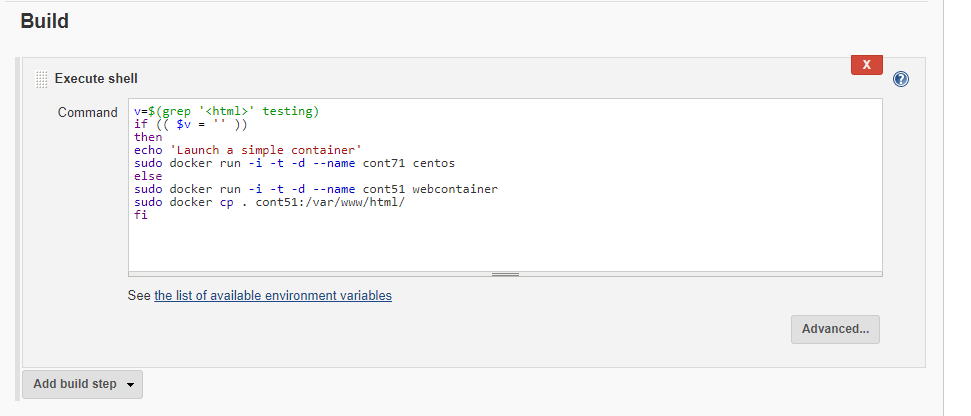 Build
X
Execute shell
?
Command
v=$(grep '<html>' testing)
if (( $v = '' ))
then
echo 'Launch a simple container'
sudo docker run -i -t -d --name cont71 centos
else
sudo docker run -i -t -d --name cont51 webcontainer
sudo docker cp . cont51:/var/www/html/
fi
See the list of available environment variables
Advanced...
Add build step